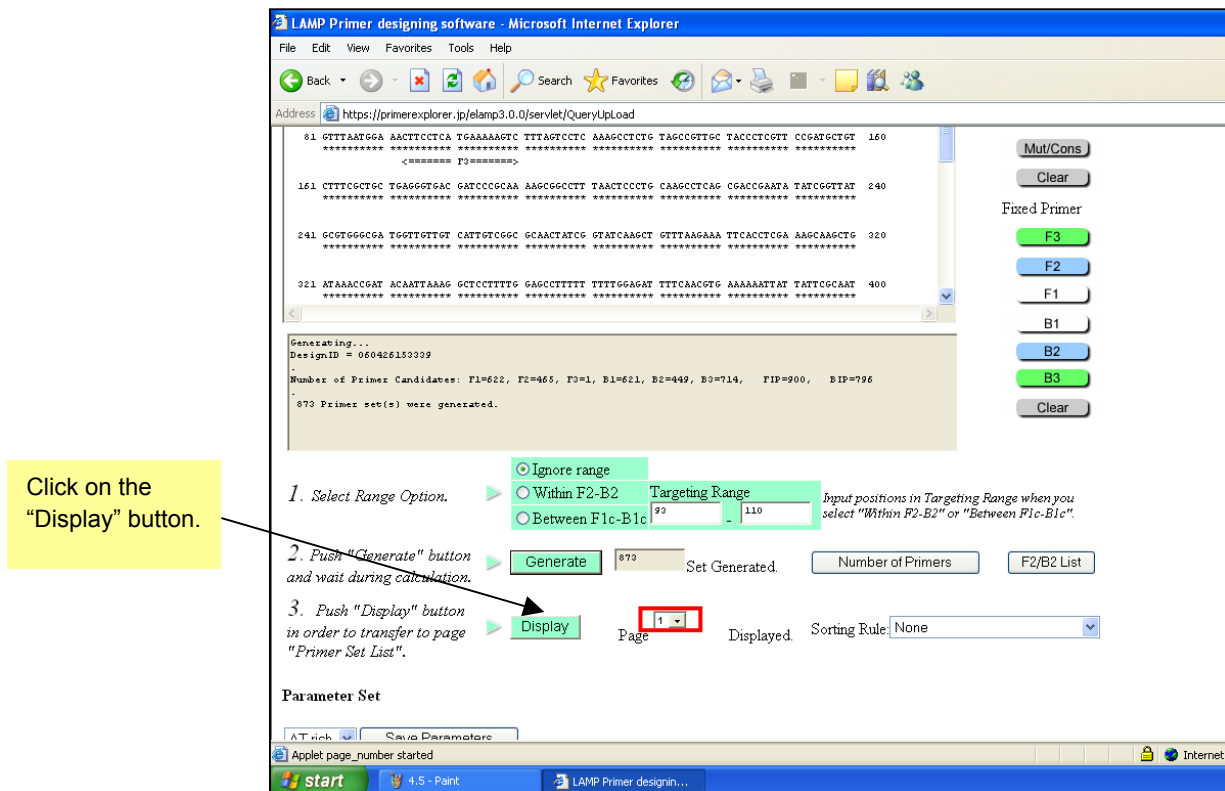 LAMP Primer designing software - Microsoft Internet Explorer
File Edit View Favorites Tools Help
Back Search Favorites
Address https://primerexplorer.jp/elamp3.0.0/servlet/QueryUpLoad
81 GTTTAATGGA AACTTCCTCA TGAAAAAGTC TTTAGTCCTC AAAGCCTCTG TAGCCGTTGC TACCCTCGTT CCGATGCTGT 160
********** ********** ********** ********** ********** ********** ********** **********
<======= F3=======>
161 CTTTCGCTGC TGAGGGTGAC GATCCCGCAA AAGCGGCCTT TAACTCCCTG CAAGCCTCAG CGACCGAATA TATCGGTTAT 240
********** ********** ********** ********** ********** ********** ********** **********
241 GCGTGGGCGA TGGTTGTTGT CATTGTCGGC GCAACTATCG GTATCAAGCT GTTTAAGAAA TTCACCTCGA AAGCAAGCTG 320
********** ********** ********** ********** ********** ********** ********** **********
321 ATAAACCGAT ACAATTAAAG GCTCCTTTTG GAGCCTTTTT TTTTGGAGAT TTTCAACGTG AAAAAATTAT TATTCGCAAT 400
********** ********** ********** ********** ********** ********** ********** **********
Mut/Cons
Clear
Fixed Primer
F3
F2
F1
B1
B2
B3
Clear
Generating...
DesignID = 060426153339
.
Number of Primer Candidates: F1=622, F2=465, F3=1, B1=621, B2=449, B3=714, FIP=900, BIP=796
.
873 Primer set(s) were generated.
Click on the
"Display" button.
1. Select Range Option.
Ignore range
Within F2-B2
Between F1c-B1c
Targeting Range
93 - 110
Input positions in Targeting Range when you
select "Within F2-B2" or "Between F1c-B1c".
2. Push "Generate" button
and wait during calculation.
Generate 873 Set Generated. Number of Primers F2/B2 List
3. Push "Display" button
in order to transfer to page
"Primer Set List".
Display Page 1 Displayed. Sorting Rule: None
Parameter Set
AT rich Save Parameters
Applet page_number started Internet
start 4.5 - Paint LAMP Primer designin...